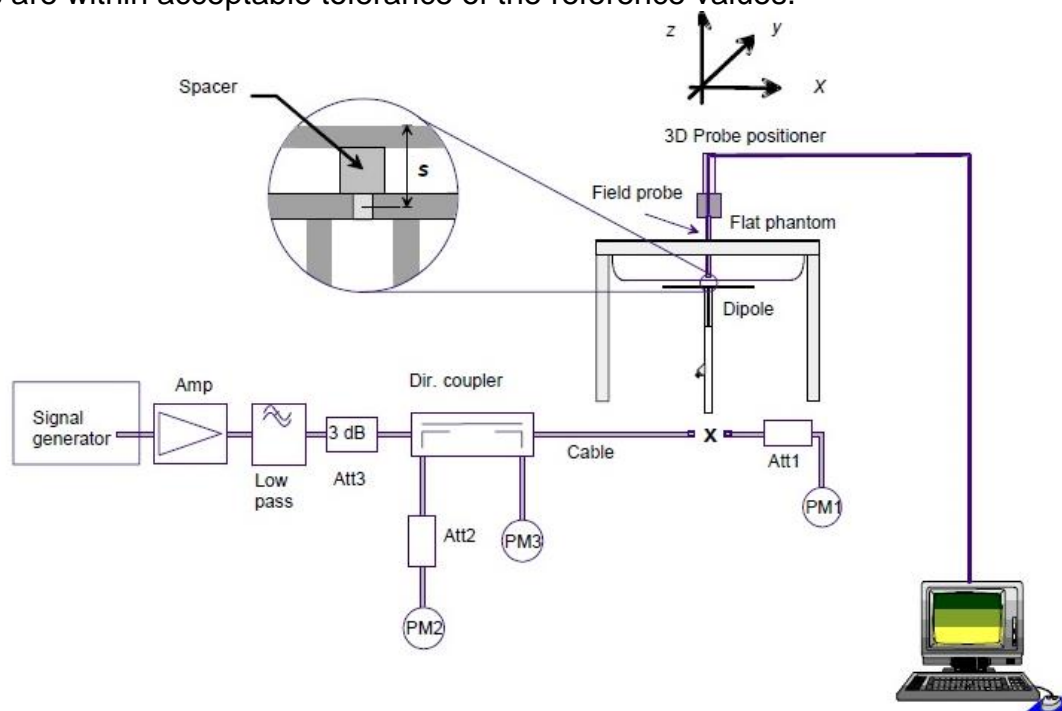 are within acceptable tolerance of the reference values.
z
y
X
Spacer
s
3D Probe positioner
Field probe
Flat phantom
Dipole
Dir. coupler
Amp
Signal
generator
3 dB
Cable
x
Att1
Low
pass
Att3
PM1
Att2
PM3
PM2